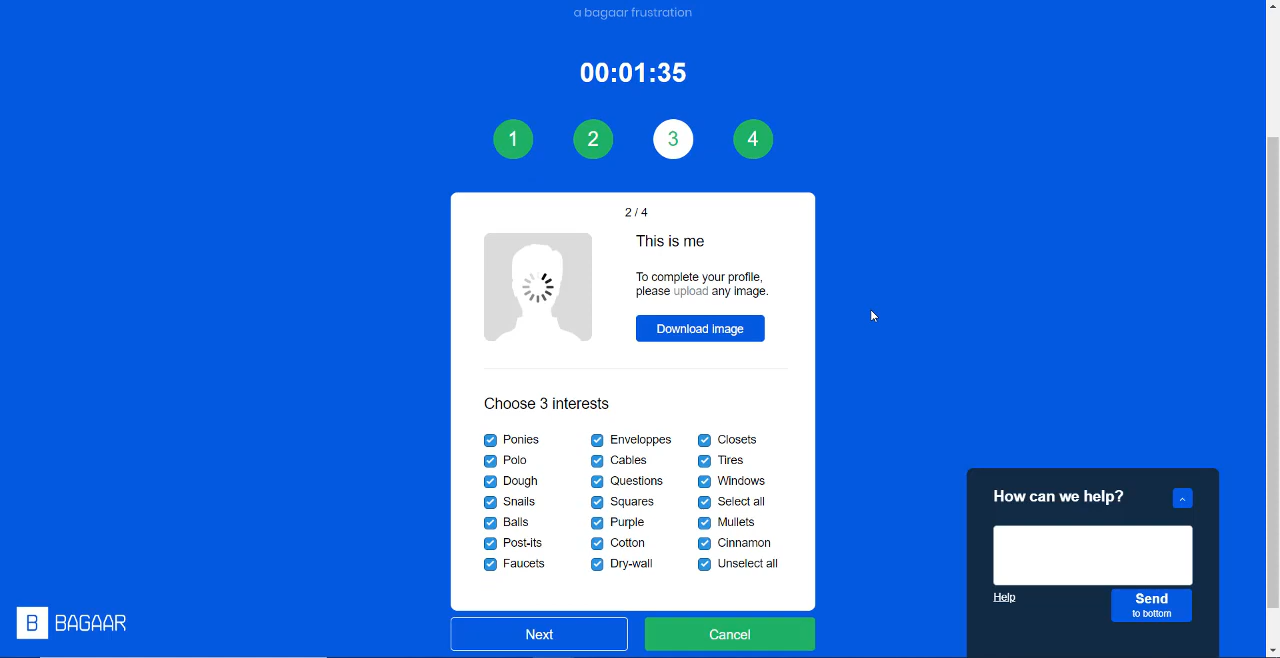 a bagaar frustration
00:01:35
1 2 3 4
2 / 4
This is me
To complete your profile,
please upload any image.
Download image
Choose 3 interests
Ponies Enveloppes Closets
Polo Cables Tires
Dough Questions Windows
Snails Squares Select all
Balls Purple Mullets
Post-its Cotton Cinnamon
Faucets Dry-wall Unselect all
Next Cancel
How can we help?
Help
Send
to bottom
B BAGAAR